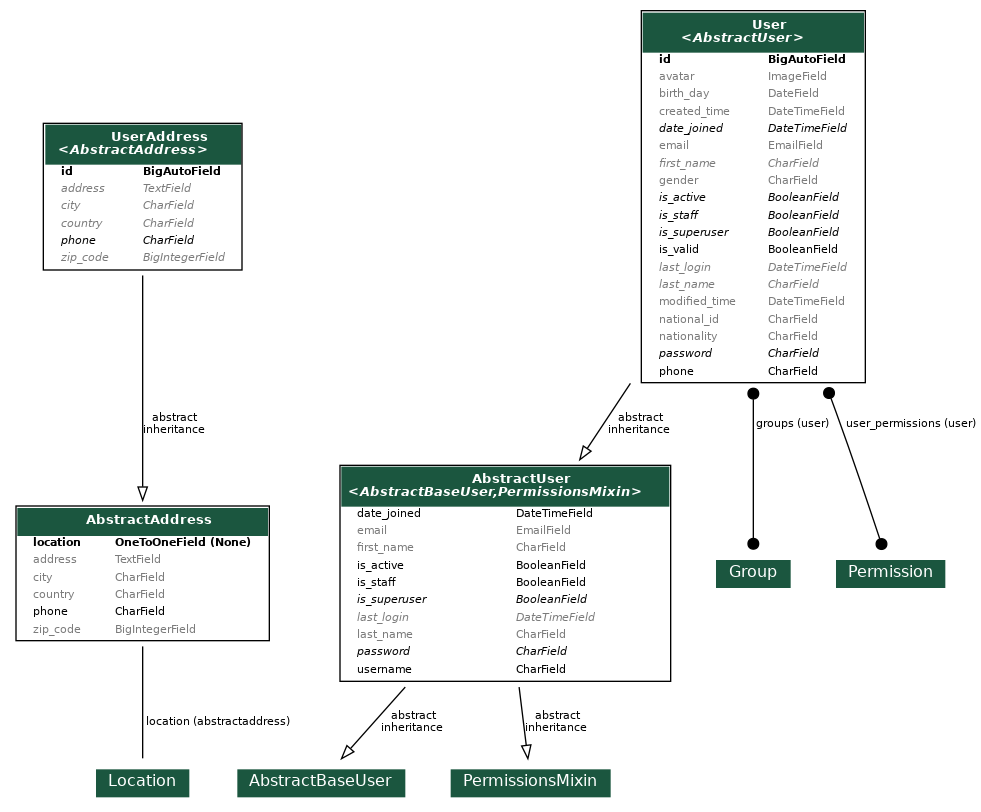 User
<AbstractUser>
id BigAutoField
avatar ImageField
birth_day DateField
created_time DateTimeField
date_joined DateTimeField
email EmailField
first_name CharField
gender CharField
is_active BooleanField
is_staff BooleanField
is_superuser BooleanField
is_valid BooleanField
last_login DateTimeField
last_name CharField
modified_time DateTimeField
national_id CharField
nationality CharField
password CharField
phone CharField
UserAddress
<AbstractAddress>
id BigAutoField
address TextField
city CharField
country CharField
phone CharField
zip_code BigIntegerField
abstract
inheritance
abstract
inheritance
groups (user)
user_permissions (user)
AbstractUser
<AbstractBaseUser,PermissionsMixin>
date_joined DateTimeField
email EmailField
first_name CharField
is_active BooleanField
is_staff BooleanField
is_superuser BooleanField
last_login DateTimeField
last_name CharField
password CharField
username CharField
AbstractAddress
location OneToOneField (None)
address TextField
city CharField
country CharField
phone CharField
zip_code BigIntegerField
Group
Permission
location (abstractaddress)
abstract
inheritance
abstract
inheritance
Location
AbstractBaseUser
PermissionsMixin